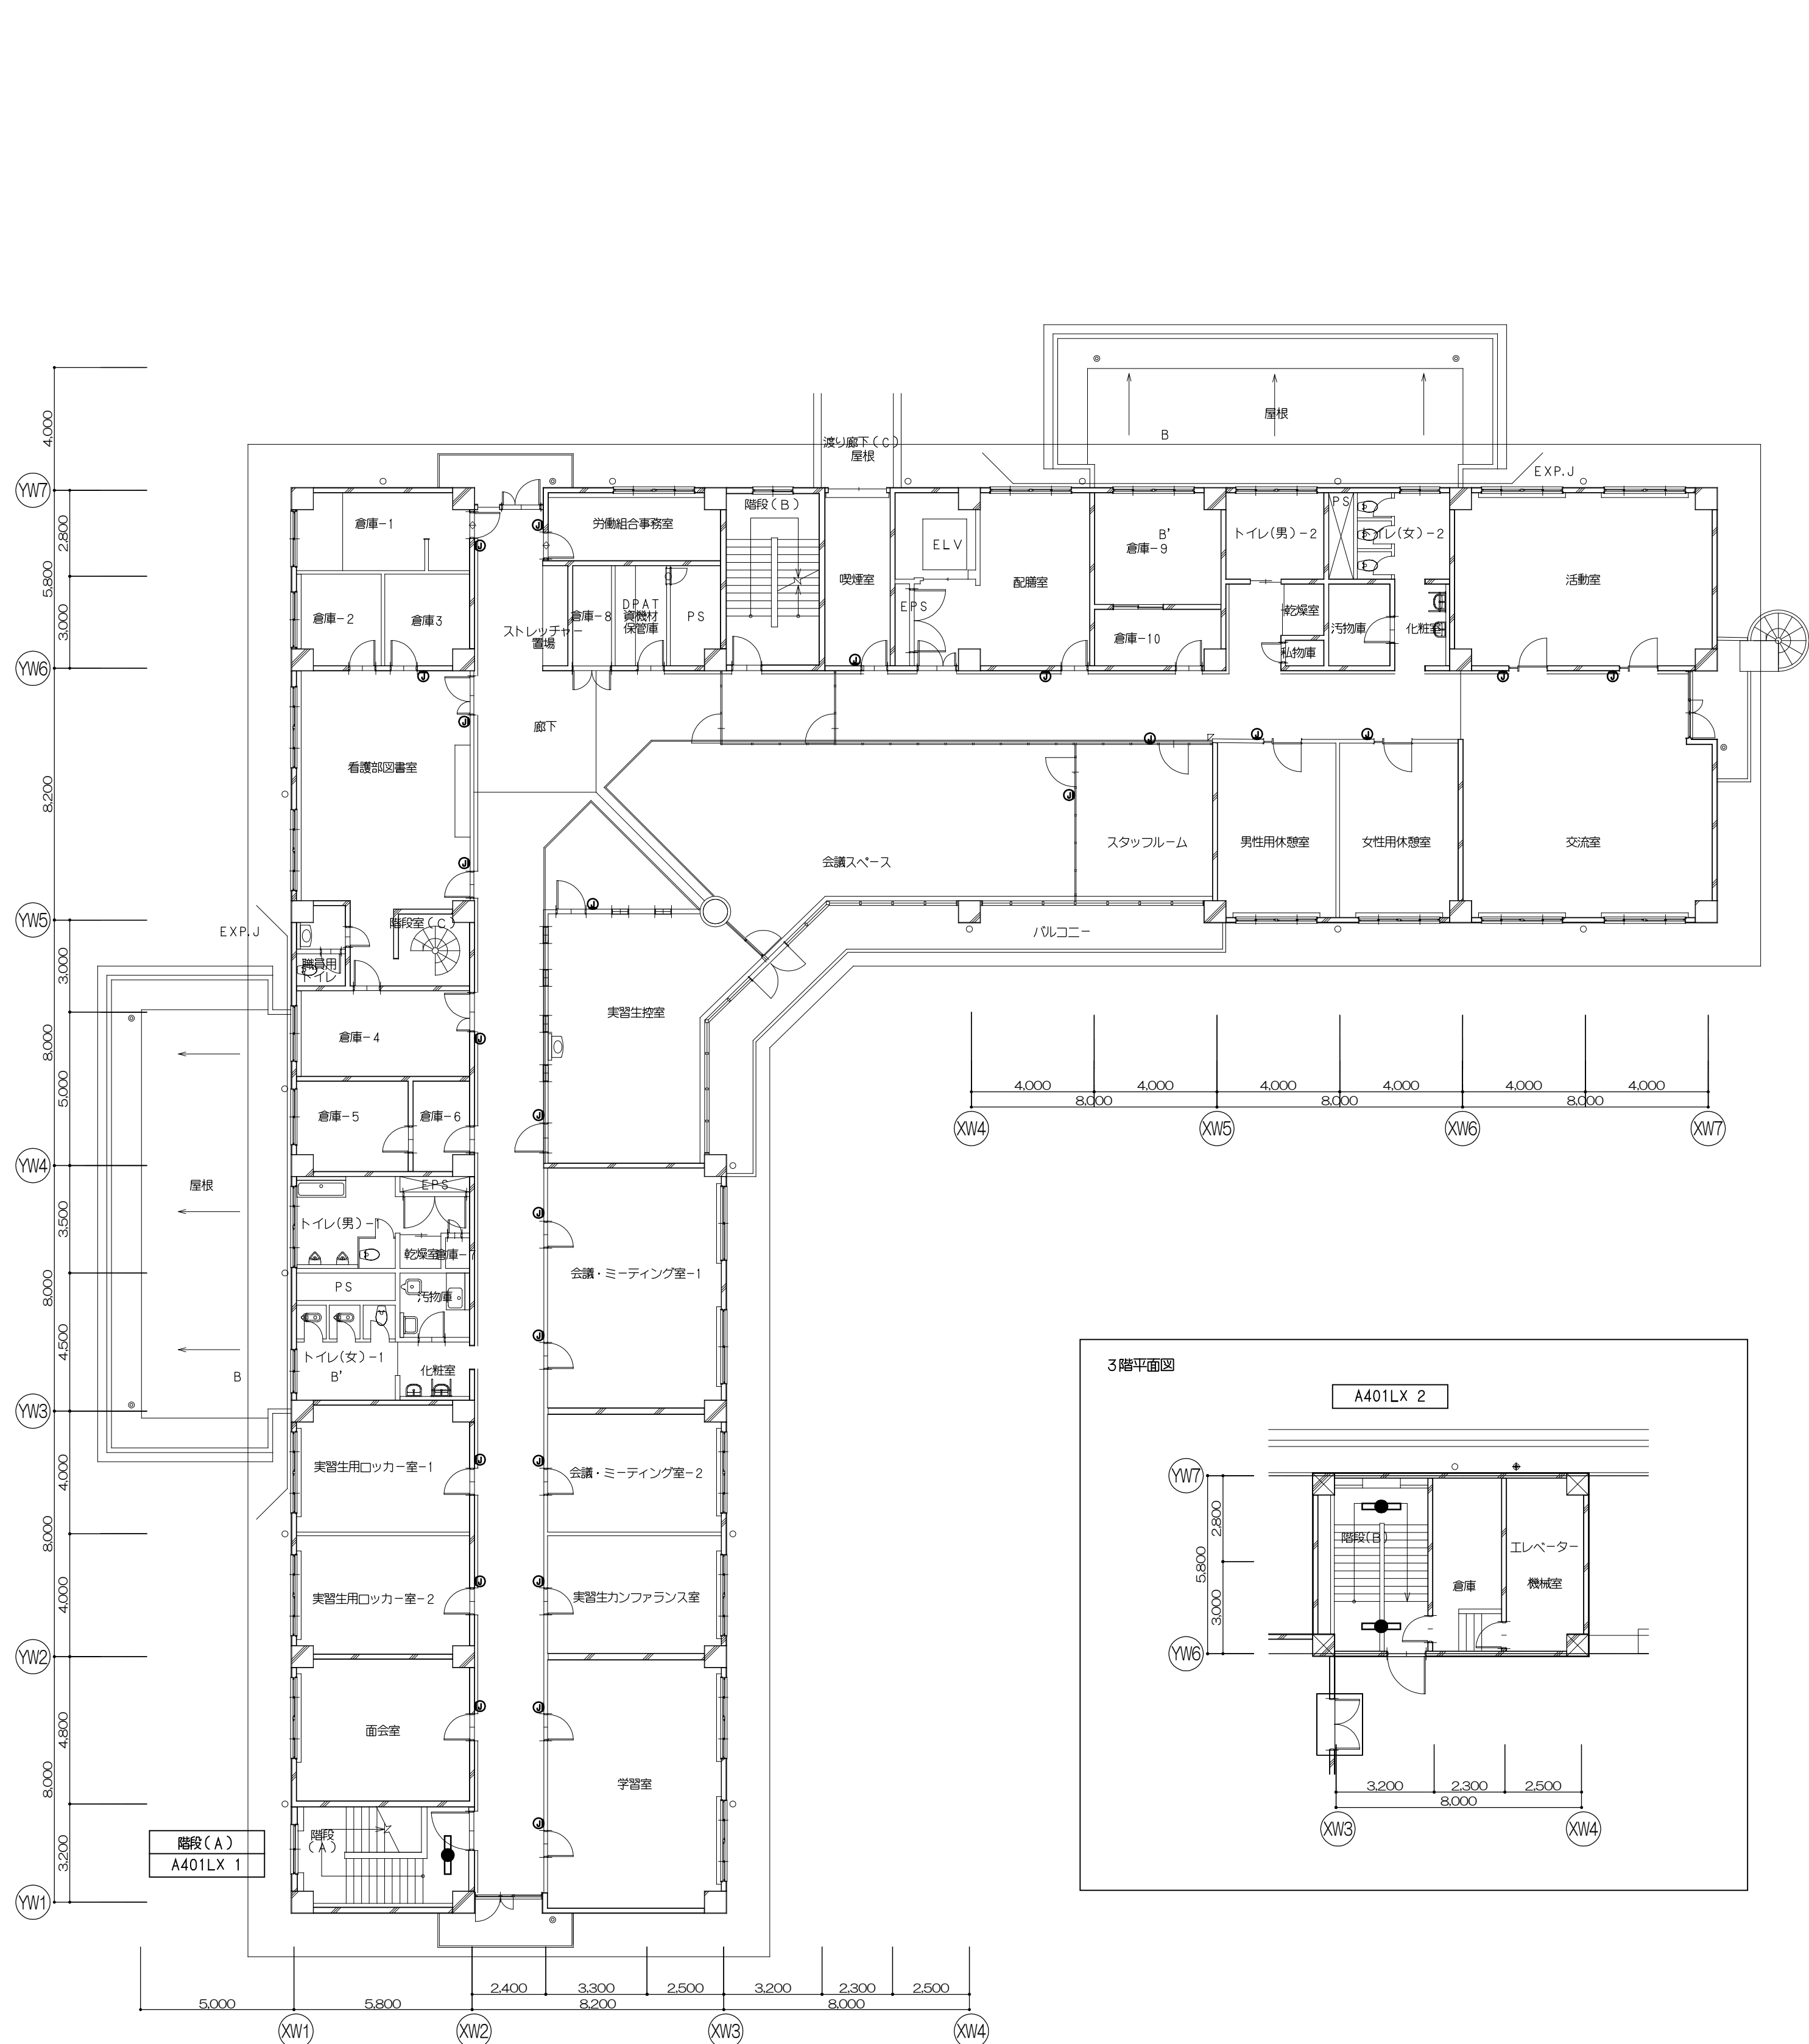 4,000
渡り廊下(C)
屋根
屋根
B
EXP.J
YW7
2,800
5,800
3,000
YW6
倉庫-1
倉庫-2
倉庫3
労働組合事務室
階段(B)
ELV
喫煙室
EPS
配膳室
B'
倉庫-9
倉庫-10
トイレ(男)-2
PS
トイレ(女)-2
活動室
ストレッチャー
置場
倉庫-8
DPAT
資機材
保管庫
PS
乾燥室
私物庫
汚物庫
化粧室
J
廊下
看護部図書室
8,200
会議スペース
スタッフルーム
男性用休憩室
女性用休憩室
交流室
バルコニー
YW5
EXP.J
階段室(C)
職員用
トイレ
3,000
8,000
5,000
倉庫-4
倉庫-5
倉庫-6
実習生控室
4,000
4,000
4,000
4,000
4,000
4,000
8,000
8,000
8,000
XW4
XW5
XW6
XW7
YW4
屋根
3,500
8,000
4,500
EPS
トイレ(男)-1
乾燥室
倉庫-7
PS
汚物庫
トイレ(女)-1
化粧室
B
B'
会議・ミーティング室-1
YW3
4,000
8,000
4,000
実習生用ロッカー室-1
会議・ミーティング室-2
実習生用ロッカー室-2
実習生カンファランス室
YW2
4,800
8,000
3,200
面会室
学習室
階段(A)
A401LX 1
階段
(A)
YW1
2,400
3,300
2,500
3,200
2,300
2,500
5,000
5,800
8,200
8,000
XW1
XW2
XW3
XW4
3階平面図
A401LX 2
YW7
2,800
5,800
3,000
YW6
階段(B)
倉庫
エレベーター
機械室
3,200
2,300
2,500
8,000
XW3
XW4